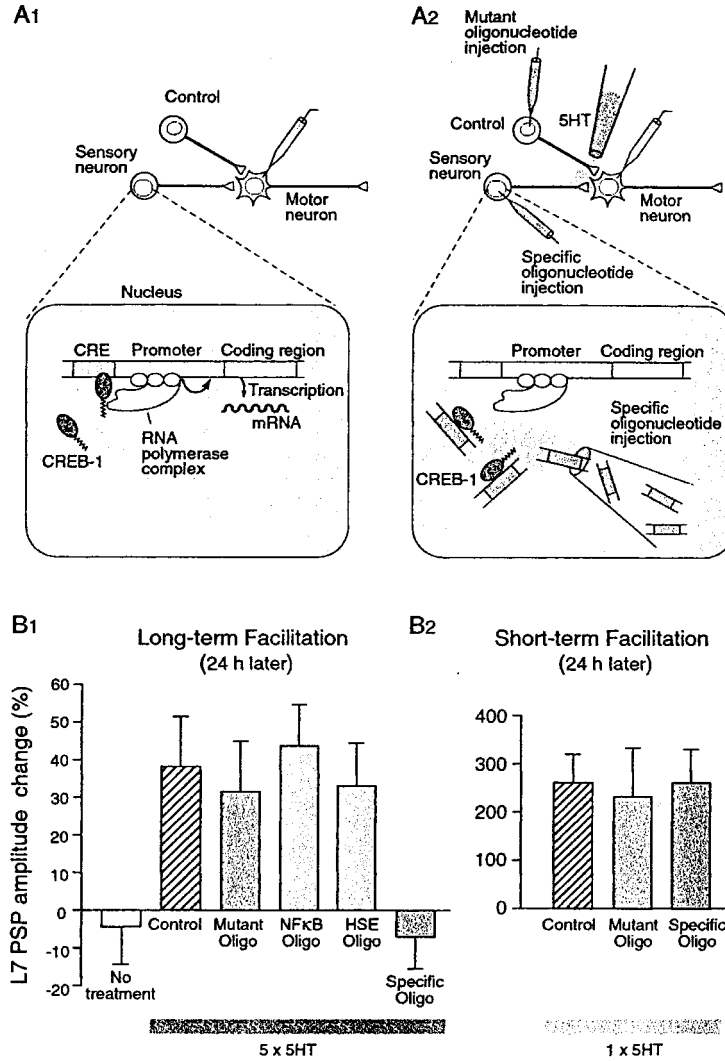 A1
Control
Sensory
neuron
Motor
neuron
Nucleus
CRE
Promoter
Coding region
Transcription
mRNA
RNA
polymerase
complex
CREB-1
A2
Mutant
oligonucleotide
injection
5HT
Control
Sensory
neuron
Motor
neuron
Specific
oligonucleotide
injection
Promoter
Coding region
Specific
oligonucleotide
injection
CREB-1
B1
Long-term Facilitation
(24 h later)
L7 PSP amplitude change (%)
60
50
40
30
20
10
0
-10
-20
No
treatment
Control
Mutant
Oligo
NFκB
Oligo
HSE
Oligo
Specific
Oligo
5 x 5HT
B2
Short-term Facilitation
(24 h later)
400
300
200
100
0
Control
Mutant
Oligo
Specific
Oligo
1 x 5HT